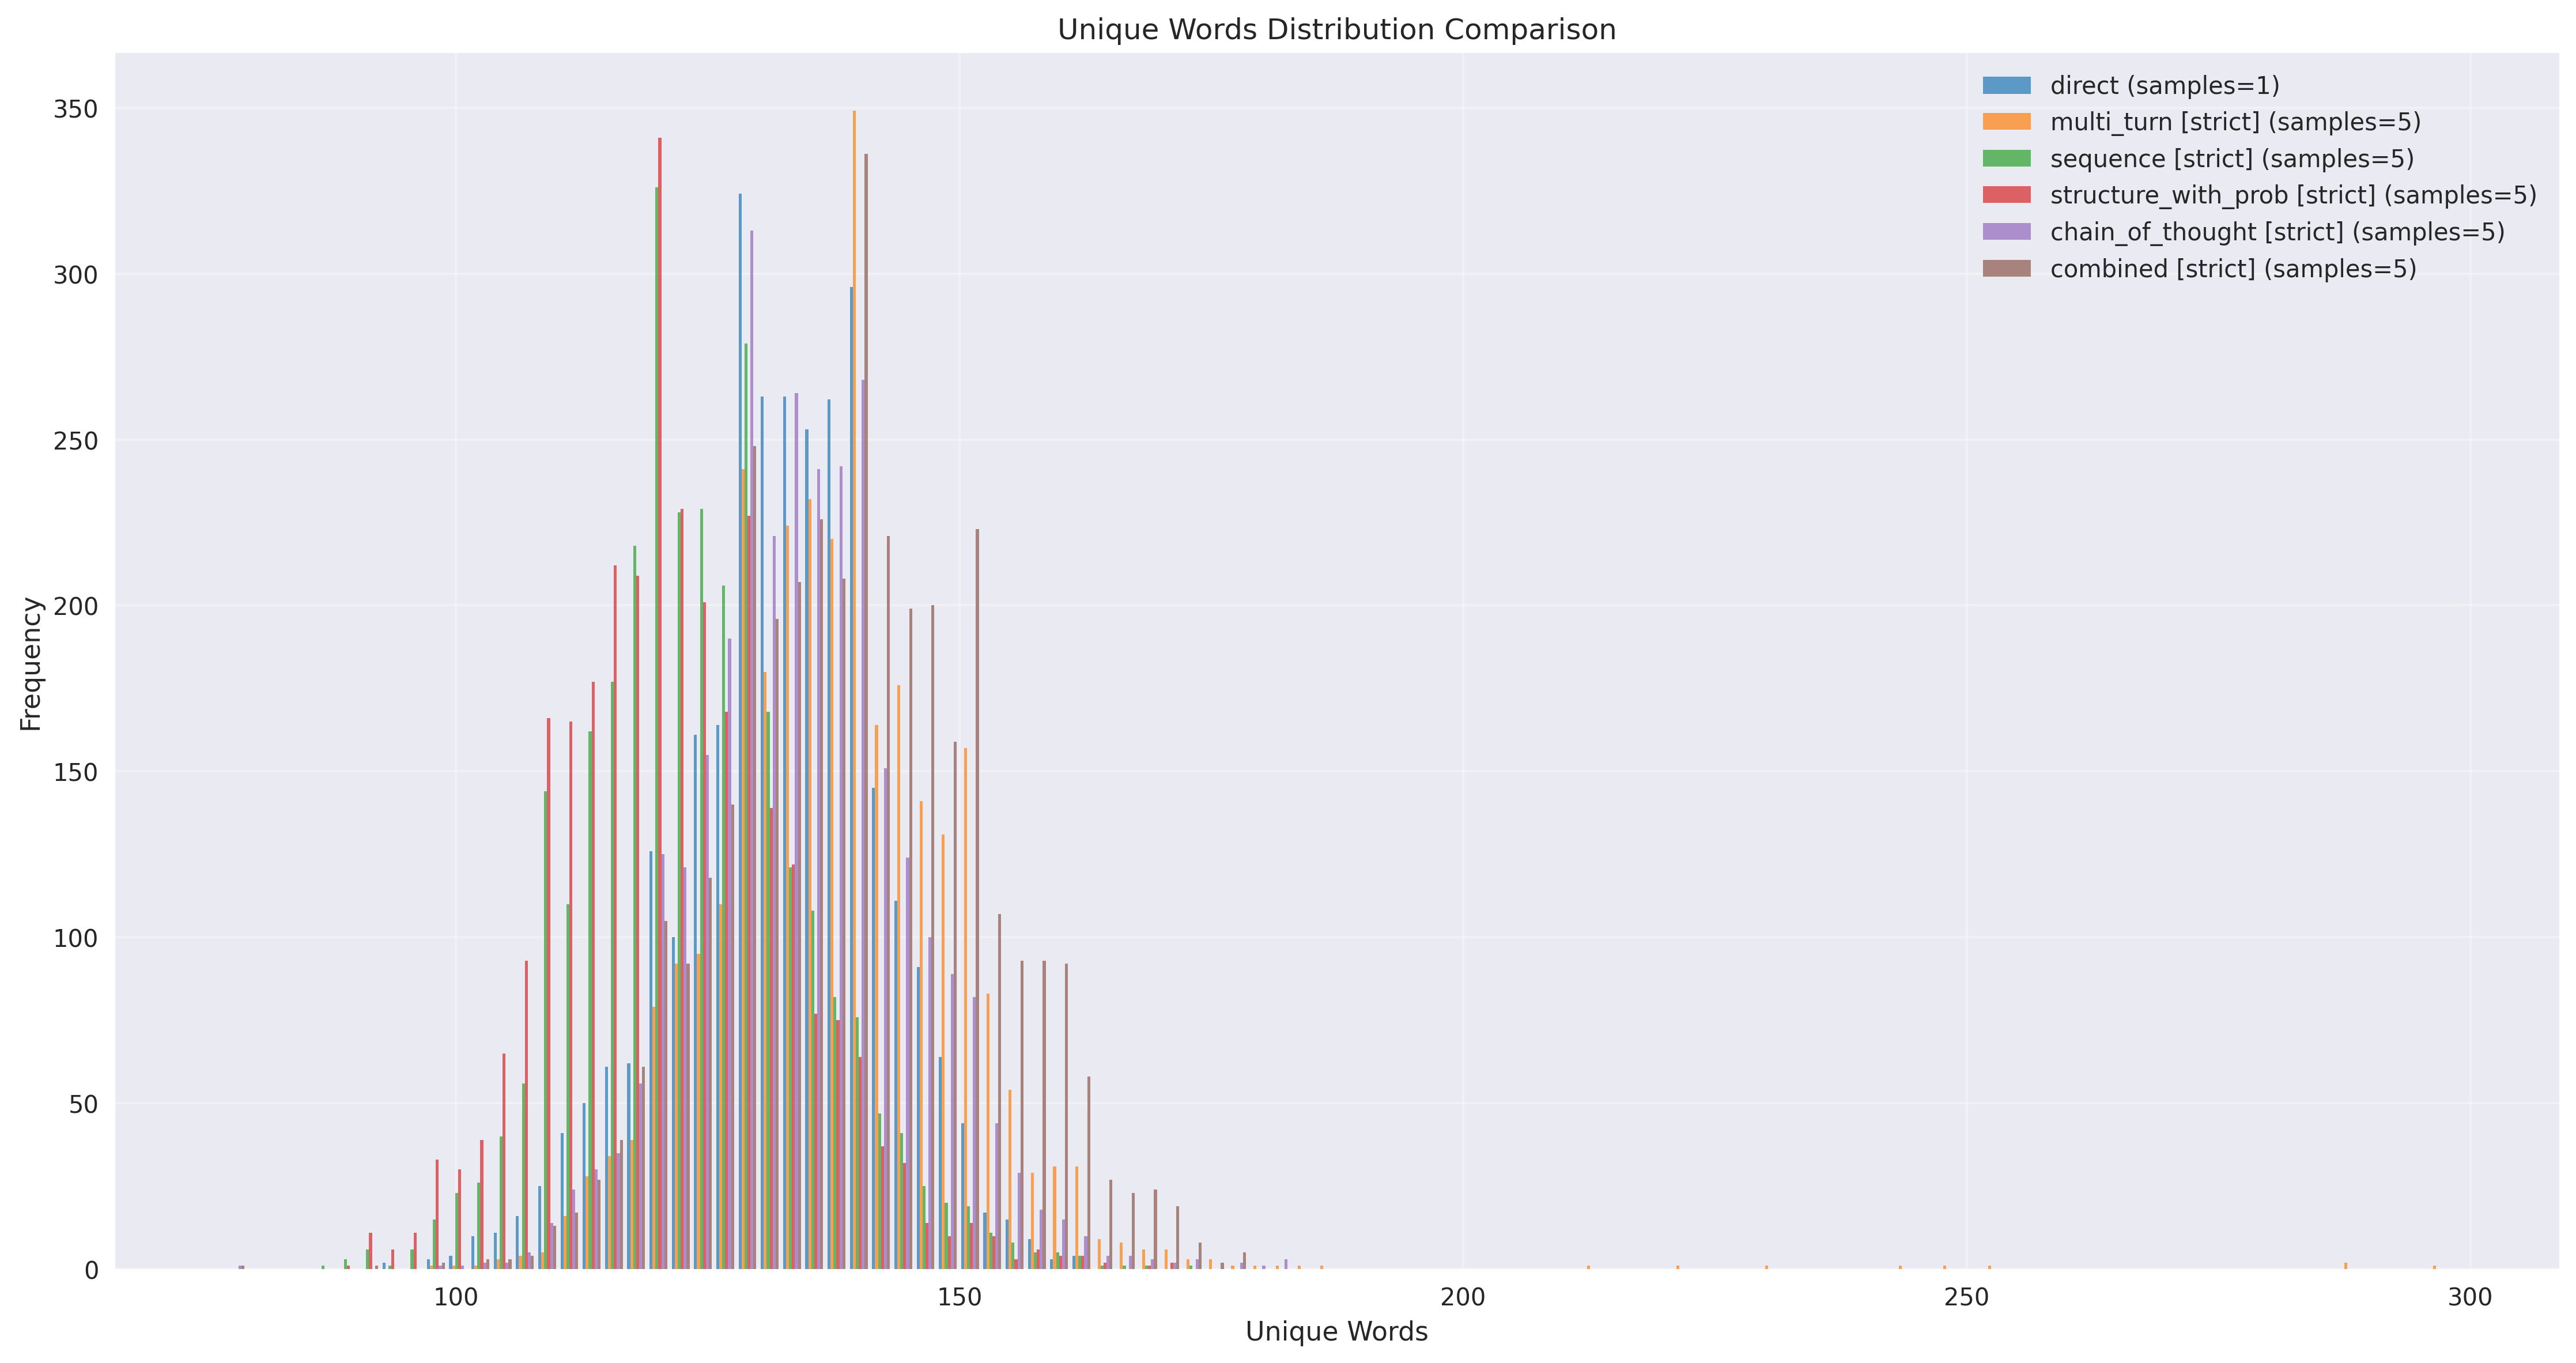 Unique Words Distribution Comparison
direct (samples=1)
multi_turn [strict] (samples=5)
sequence [strict] (samples=5)
structure_with_prob [strict] (samples=5)
chain_of_thought [strict] (samples=5)
combined [strict] (samples=5)
Frequency
350
300
250
200
150
100
50
0
100 150 200 250 300
Unique Words